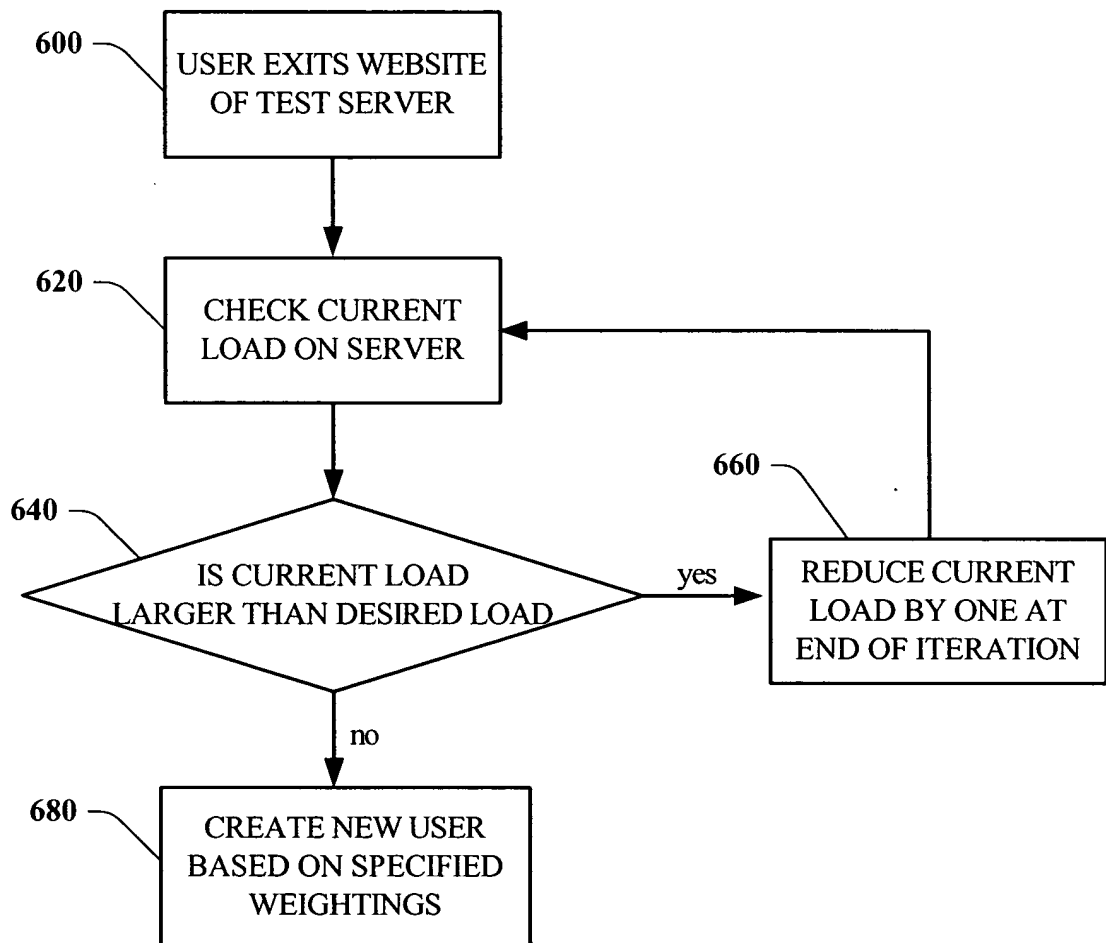 600
USER EXITS WEBSITE
OF TEST SERVER
620
CHECK CURRENT
LOAD ON SERVER
640
IS CURRENT LOAD
LARGER THAN DESIRED LOAD
yes
660
REDUCE CURRENT
LOAD BY ONE AT
END OF ITERATION
no
680
CREATE NEW USER
BASED ON SPECIFIED
WEIGHTINGS